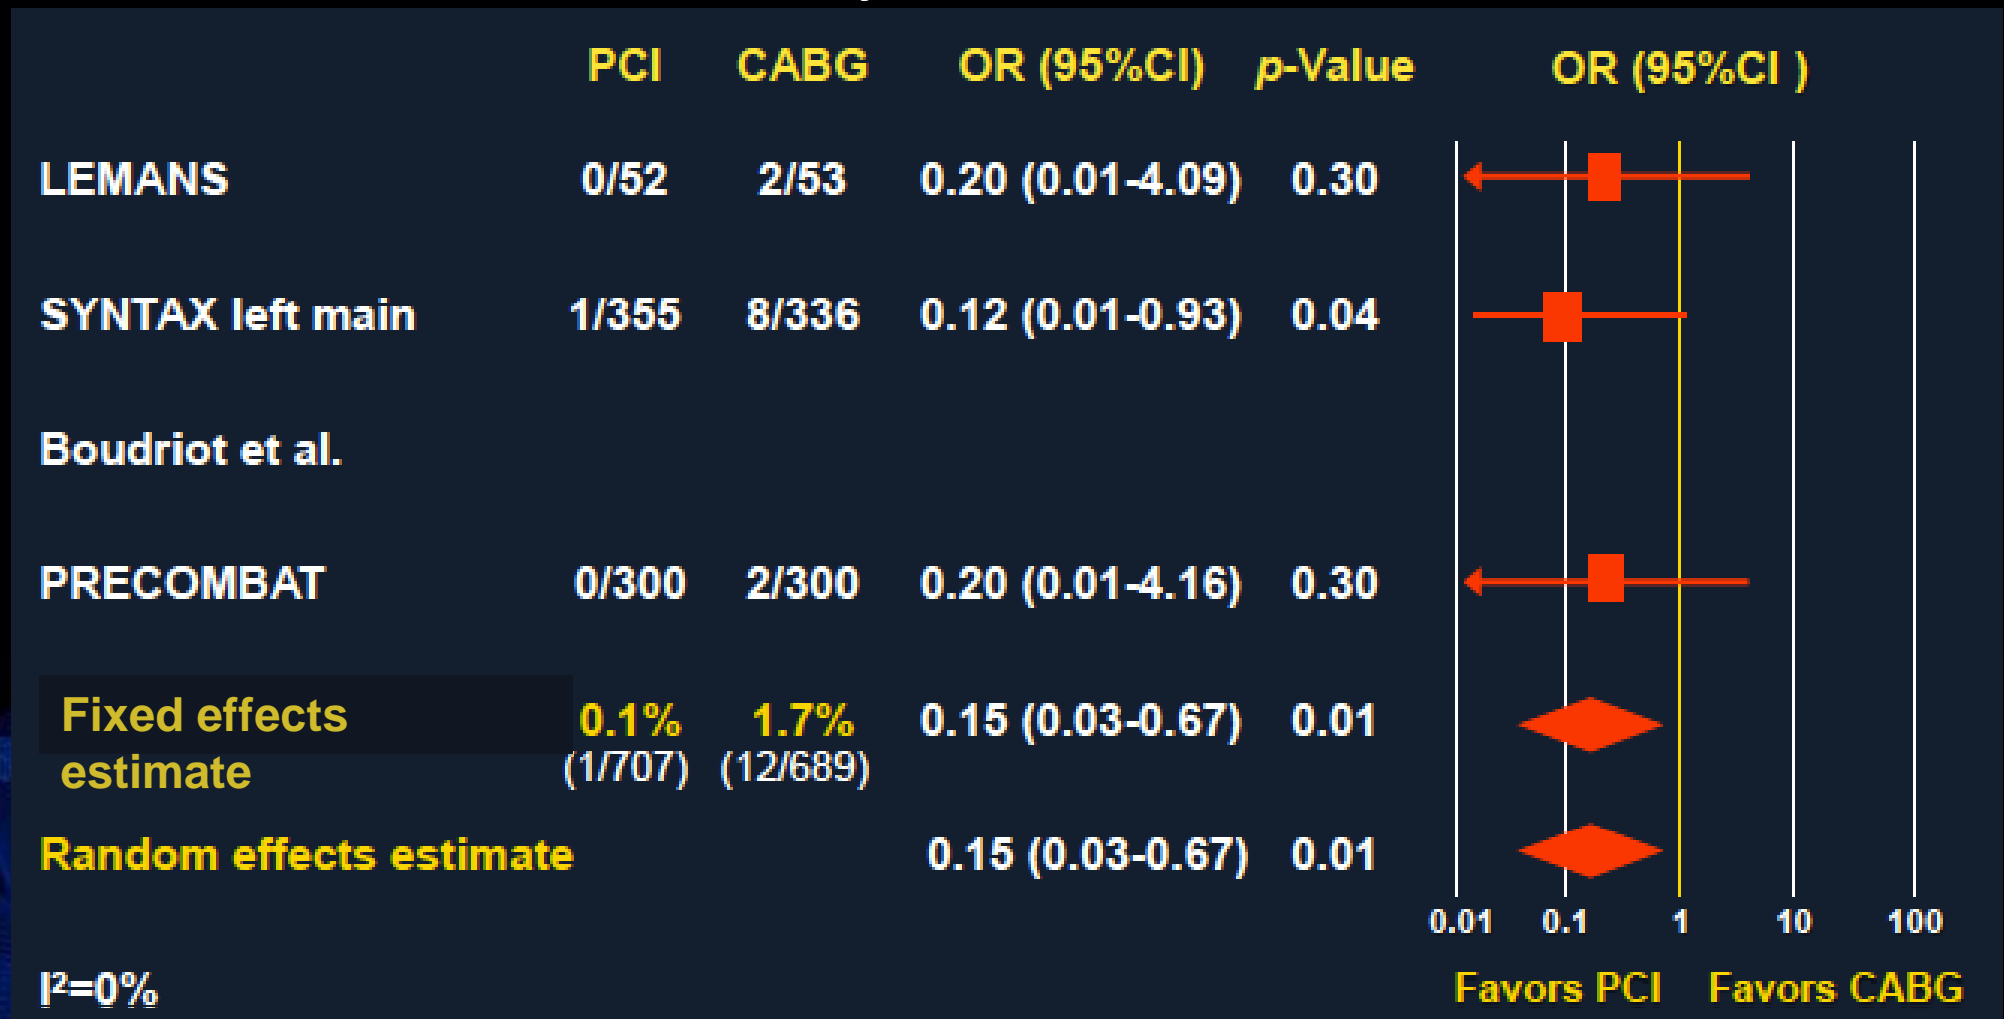 PCI CABG OR (95%CI) p-Value OR (95%CI )
LEMANS 0/52 2/53 0.20 (0.01-4.09) 0.30
SYNTAX left main 1/355 8/336 0.12 (0.01-0.93) 0.04
Boudriot et al.
PRECOMBAT 0/300 2/300 0.20 (0.01-4.16) 0.30
Fixed effects 0.1% 1.7% 0.15 (0.03-0.67) 0.01
estimate (1/707) (12/689)
Random effects estimate 0.15 (0.03-0.67) 0.01
0.01 0.1 1 10 100
I²=0% Favors PCI Favors CABG